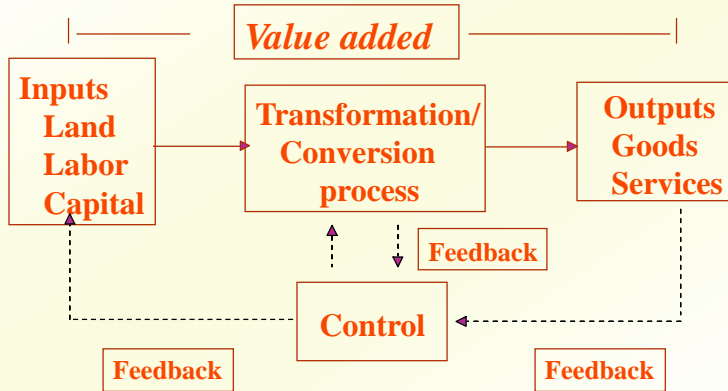 Value added
Inputs
Land
Labor
Capital
Transformation/
Conversion
process
Outputs
Goods
Services
Feedback
Control
Feedback
Feedback